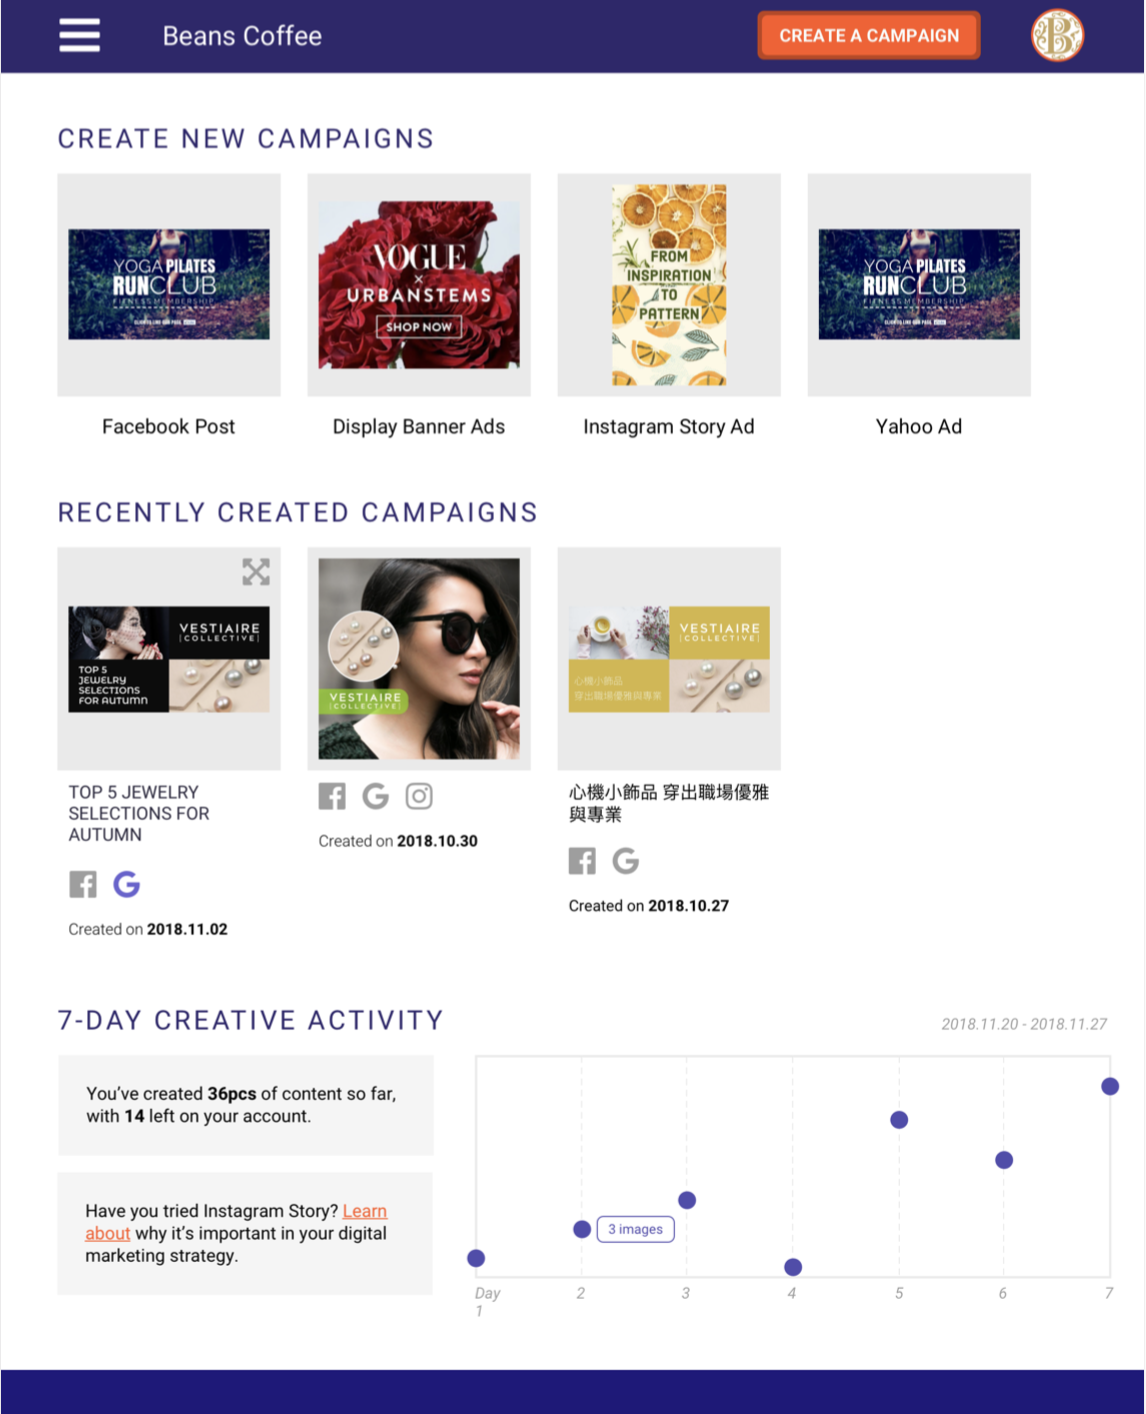 Beans Coffee
CREATE A CAMPAIGN
B
CREATE NEW CAMPAIGNS
YOGA PILATES
RUNCLUB
FITNESS MEMBERSHIP
VOGUE
×
URBANSTEMS
SHOP NOW
FROM
INSPIRATION
TO
PATTERN
YOGA PILATES
RUNCLUB
FITNESS MEMBERSHIP
Facebook Post
Display Banner Ads
Instagram Story Ad
Yahoo Ad
RECENTLY CREATED CAMPAIGNS
VESTIAIRE
|COLLECTIVE|
TOP 5
JEWELRY
SELECTIONS
FOR AUTUMN
VESTIAIRE
|COLLECTIVE|
VESTIAIRE
|COLLECTIVE|
心機小飾品
穿出職場優雅與專業
TOP 5 JEWELRY
SELECTIONS FOR
AUTUMN
Created on 2018.11.02
Created on 2018.10.30
心機小飾品 穿出職場優雅
與專業
Created on 2018.10.27
7-DAY CREATIVE ACTIVITY
2018.11.20 - 2018.11.27
You’ve created 36pcs of content so far,
with 14 left on your account.
Have you tried Instagram Story? Learn
about why it’s important in your digital
marketing strategy.
3 images
Day
1
2
3
4
5
6
7